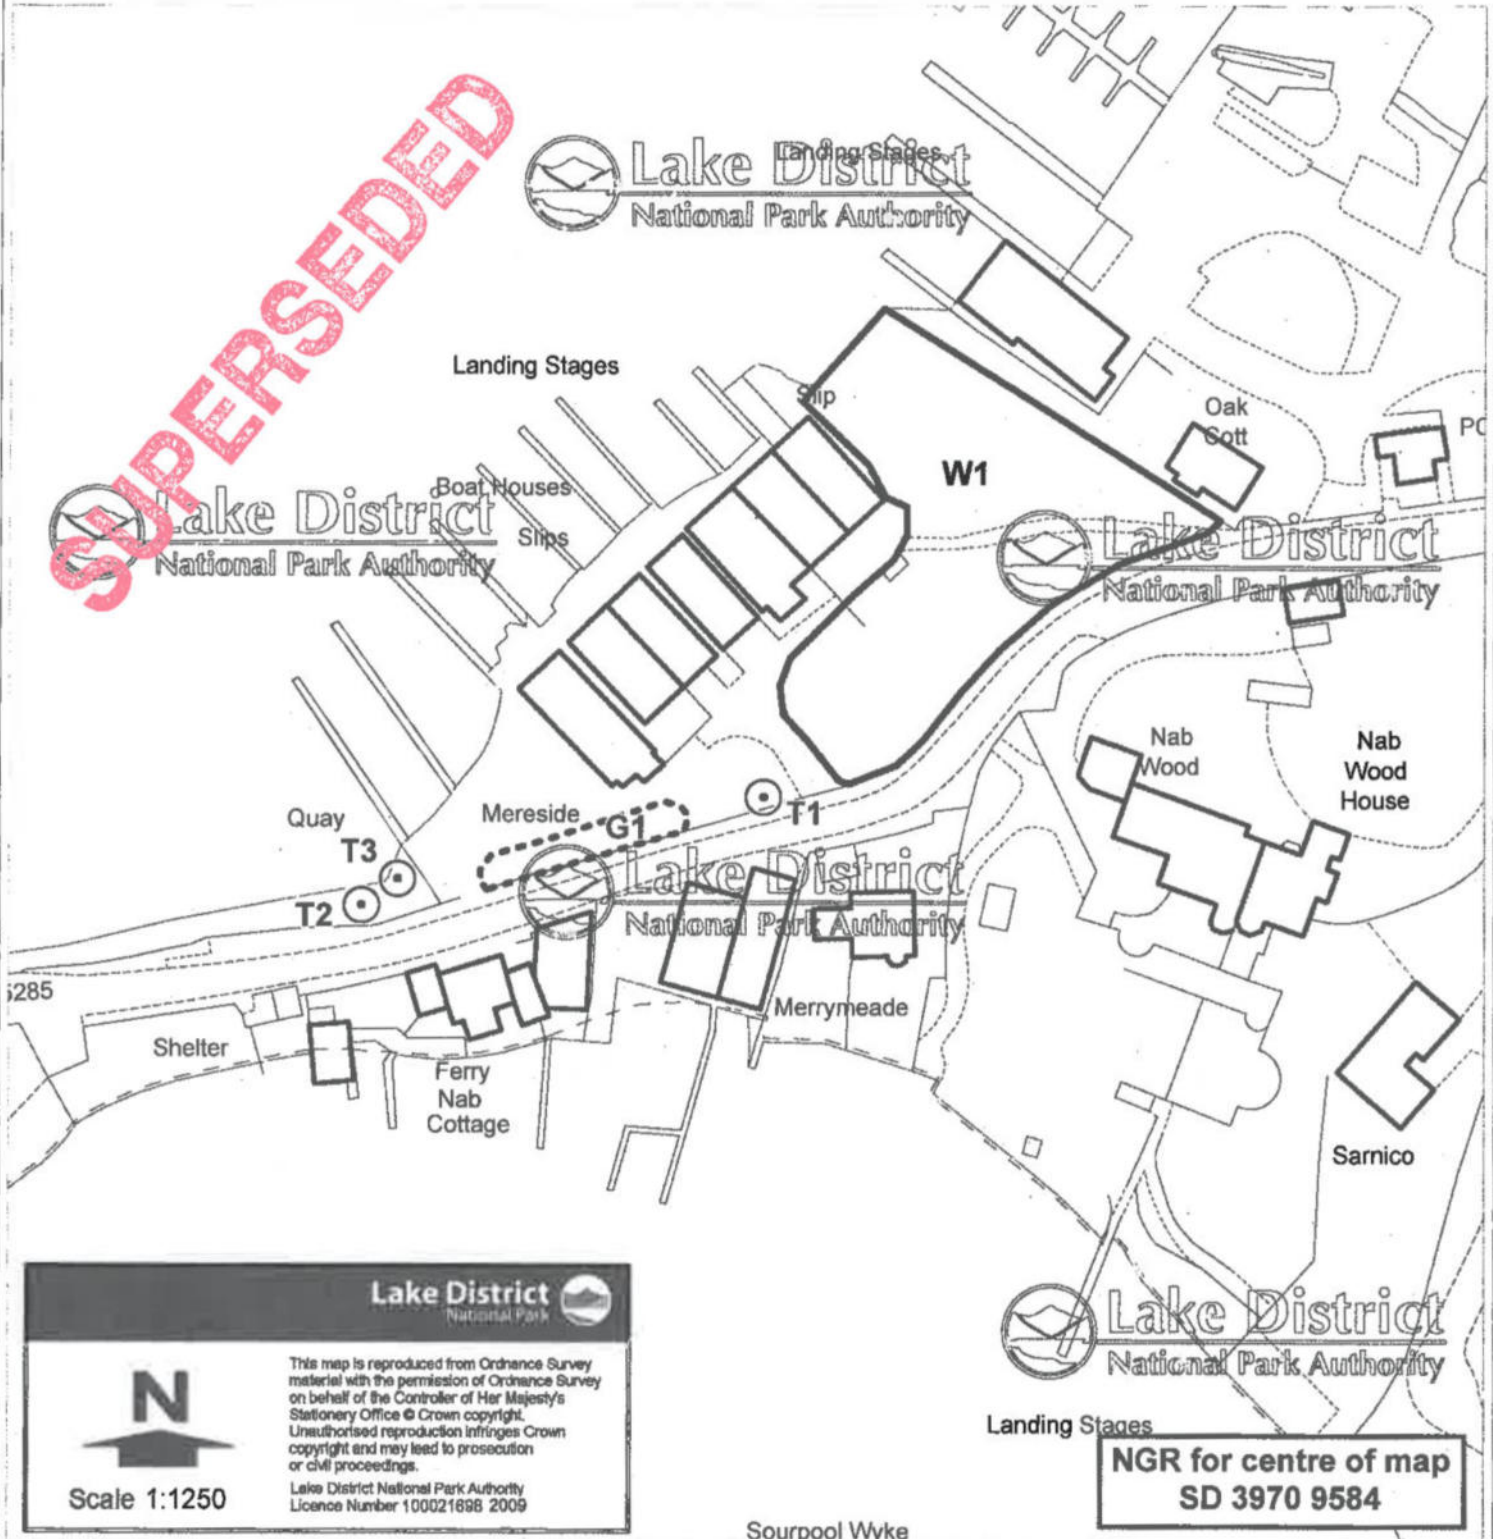 SUPERSEDED
Lake District
National Park Authority
Landing Stages
Landing Stages
Slip
Oak
Cott
W1
Boat Houses
Slips
Lake District
National Park Authority
Lake District
National Park Authority
Nab
Wood
Nab
Wood
House
Quay
Mereside
G1
T1
T3
T2
Lake District
National Park Authority
5285
Shelter
Merrymeade
Ferry
Nab
Cottage
Sarnico
Lake District
National Park
N
Scale 1:1250
This map is reproduced from Ordnance Survey
material with the permission of Ordnance Survey
on behalf of the Controller of Her Majesty's
Stationery Office © Crown copyright.
Unauthorised reproduction infringes Crown
copyright and may lead to prosecution
or civil proceedings.
Lake District National Park Authority
Licence Number 100021698 2009
Lake District
National Park Authority
Landing Stages
NGR for centre of map
SD 3970 9584
Sourpool Wyke